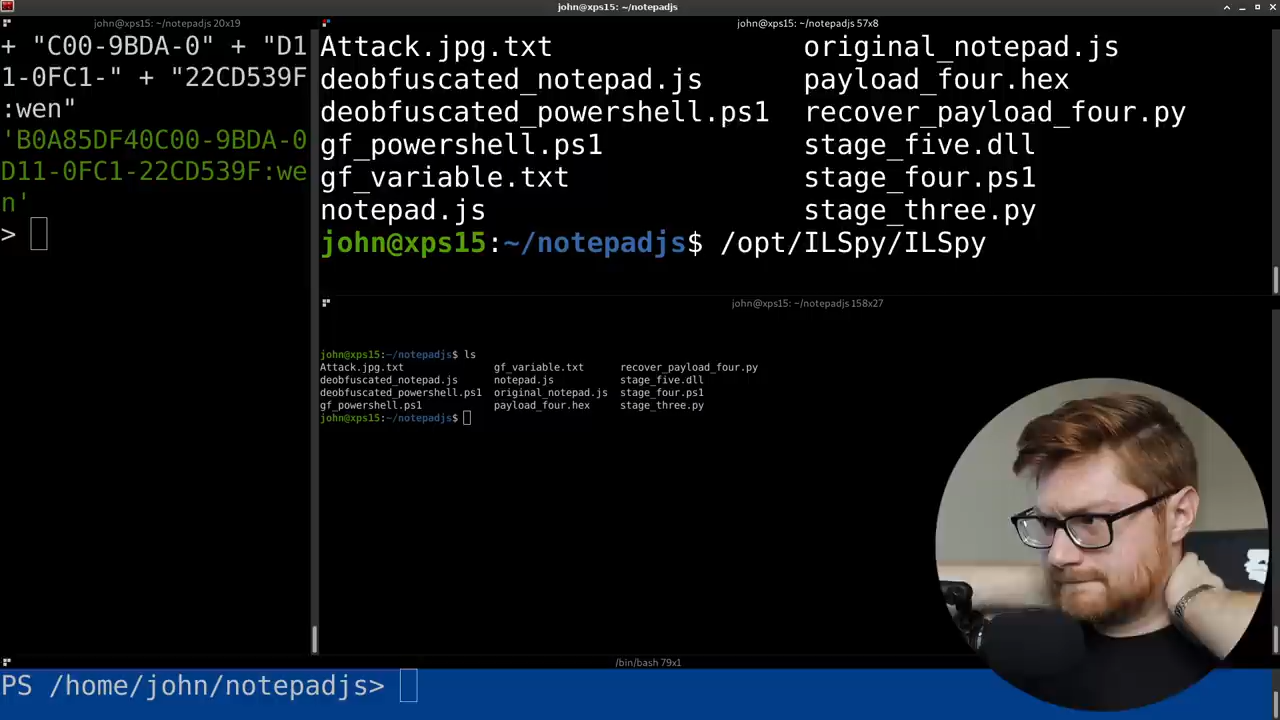 john@xps15: ~/notepadjs
john@xps15: ~/notepadjs 20x19
+ "C00-9BDA-0" + "D1
1-0FC1-" + "22CD539F
:wen"
'B0A85DF40C00-9BDA-0
D11-0FC1-22CD539F:we
n'
>
john@xps15: ~/notepadjs 57x8
Attack.jpg.txt original_notepad.js
deobfuscated_notepad.js payload_four.hex
deobfuscated_powershell.ps1 recover_payload_four.py
gf_powershell.ps1 stage_five.dll
gf_variable.txt stage_four.ps1
notepad.js stage_three.py
john@xps15:~/notepadjs$ /opt/ILSpy/ILSpy
john@xps15: ~/notepadjs 158x27
john@xps15:~/notepadjs$ ls
Attack.jpg.txt gf_variable.txt recover_payload_four.py
deobfuscated_notepad.js notepad.js stage_five.dll
deobfuscated_powershell.ps1 original_notepad.js stage_four.ps1
gf_powershell.ps1 payload_four.hex stage_three.py
john@xps15:~/notepadjs$
/bin/bash 79x1
PS /home/john/notepadjs>